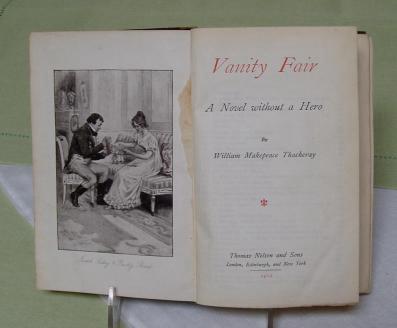 Vanity Fair
A Novel without a Hero
By
William Makepeace Thackeray
Thomas Nelson and Sons
London, Edinburgh, and New York